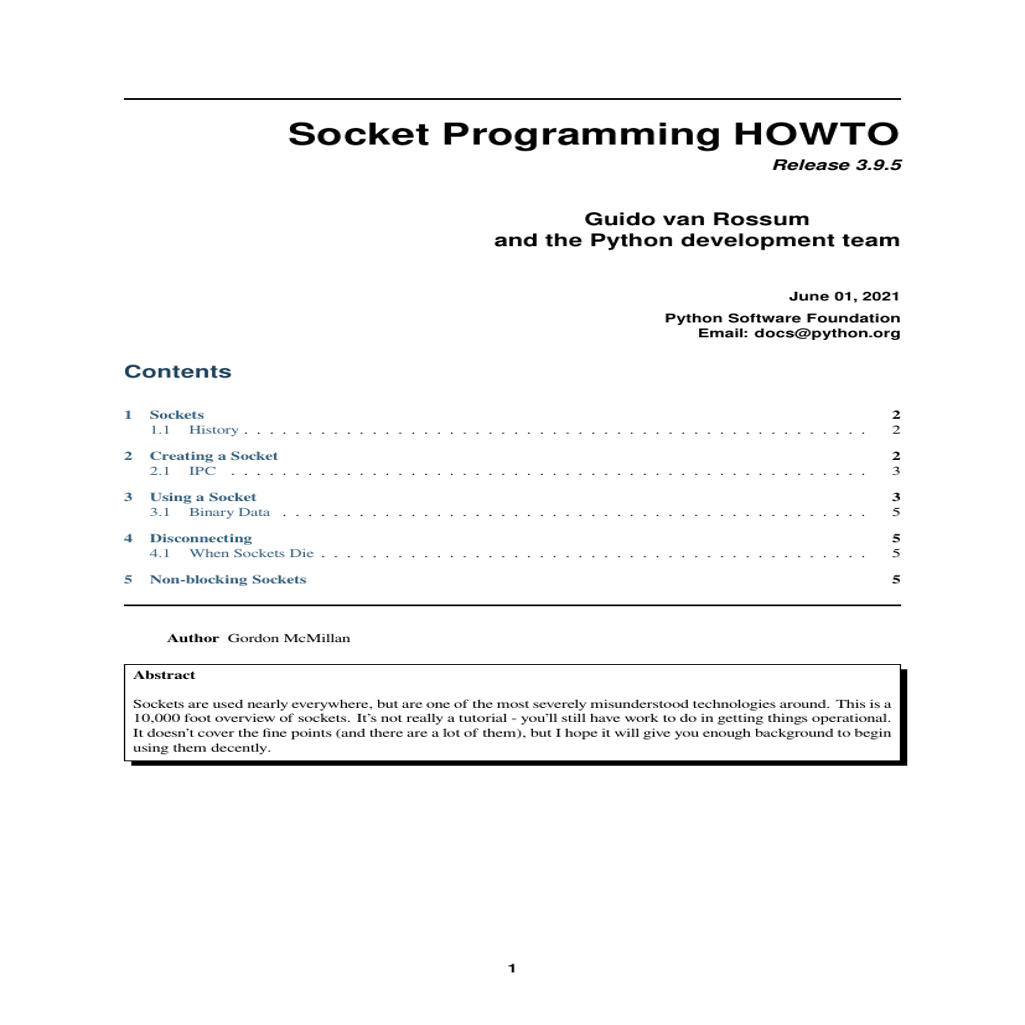 Socket Programming HOWTO
Release 3.9.5
Guido van Rossum
and the Python development team
June 01, 2021
Python Software Foundation
Email: docs@python.org
Contents
1 Sockets 2
1.1 History . . . . . . . . . . . . . . . . . . . . . . . . . . . . . . . . . . . . . . . . . . . . . . . . . 2
2 Creating a Socket 2
2.1 IPC . . . . . . . . . . . . . . . . . . . . . . . . . . . . . . . . . . . . . . . . . . . . . . . . . . 3
3 Using a Socket 3
3.1 Binary Data . . . . . . . . . . . . . . . . . . . . . . . . . . . . . . . . . . . . . . . . . . . . . . 5
4 Disconnecting 5
4.1 When Sockets Die . . . . . . . . . . . . . . . . . . . . . . . . . . . . . . . . . . . . . . . . . . . 5
5 Non-blocking Sockets 5
Author Gordon McMillan
Abstract
Sockets are used nearly everywhere, but are one of the most severely misunderstood technologies around. This is a
10,000 foot overview of sockets. It's not really a tutorial - you'll still have work to do in getting things operational.
It doesn't cover the fine points (and there are a lot of them), but I hope it will give you enough background to begin
using them decently.
1